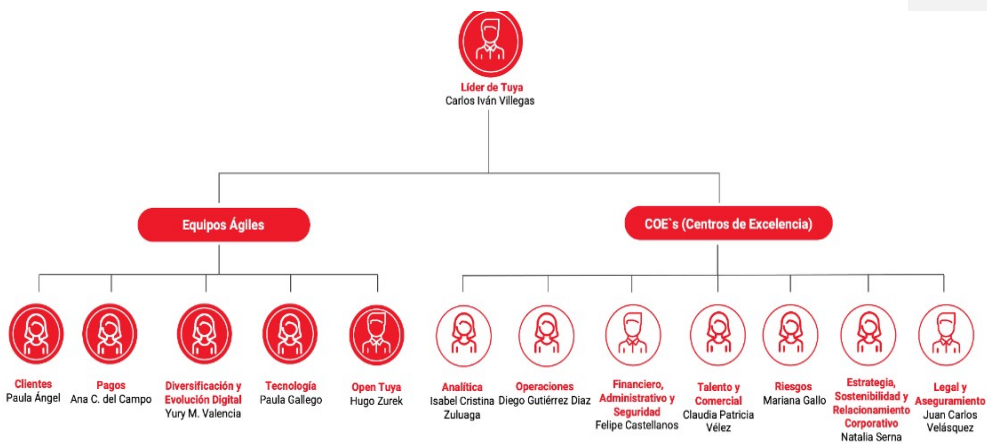 Líder de Tuya
Carlos Iván Villegas
Equipos Ágiles
COE`s (Centros de Excelencia)
Clientes
Paula Ángel
Pagos
Ana C. del Campo
Diversificación y
Evolución Digital
Yury M. Valencia
Tecnología
Paula Gallego
Open Tuya
Hugo Zurek
Analítica
Isabel Cristina
Zuluaga
Operaciones
Diego Gutiérrez Diaz
Financiero,
Administrativo y
Seguridad
Felipe Castellanos
Talento y
Comercial
Claudia Patricia
Vélez
Riesgos
Mariana Gallo
Estrategia,
Sostenibilidad y
Relacionamiento
Corporativo
Natalia Serna
Legal y
Aseguramiento
Juan Carlos
Velásquez